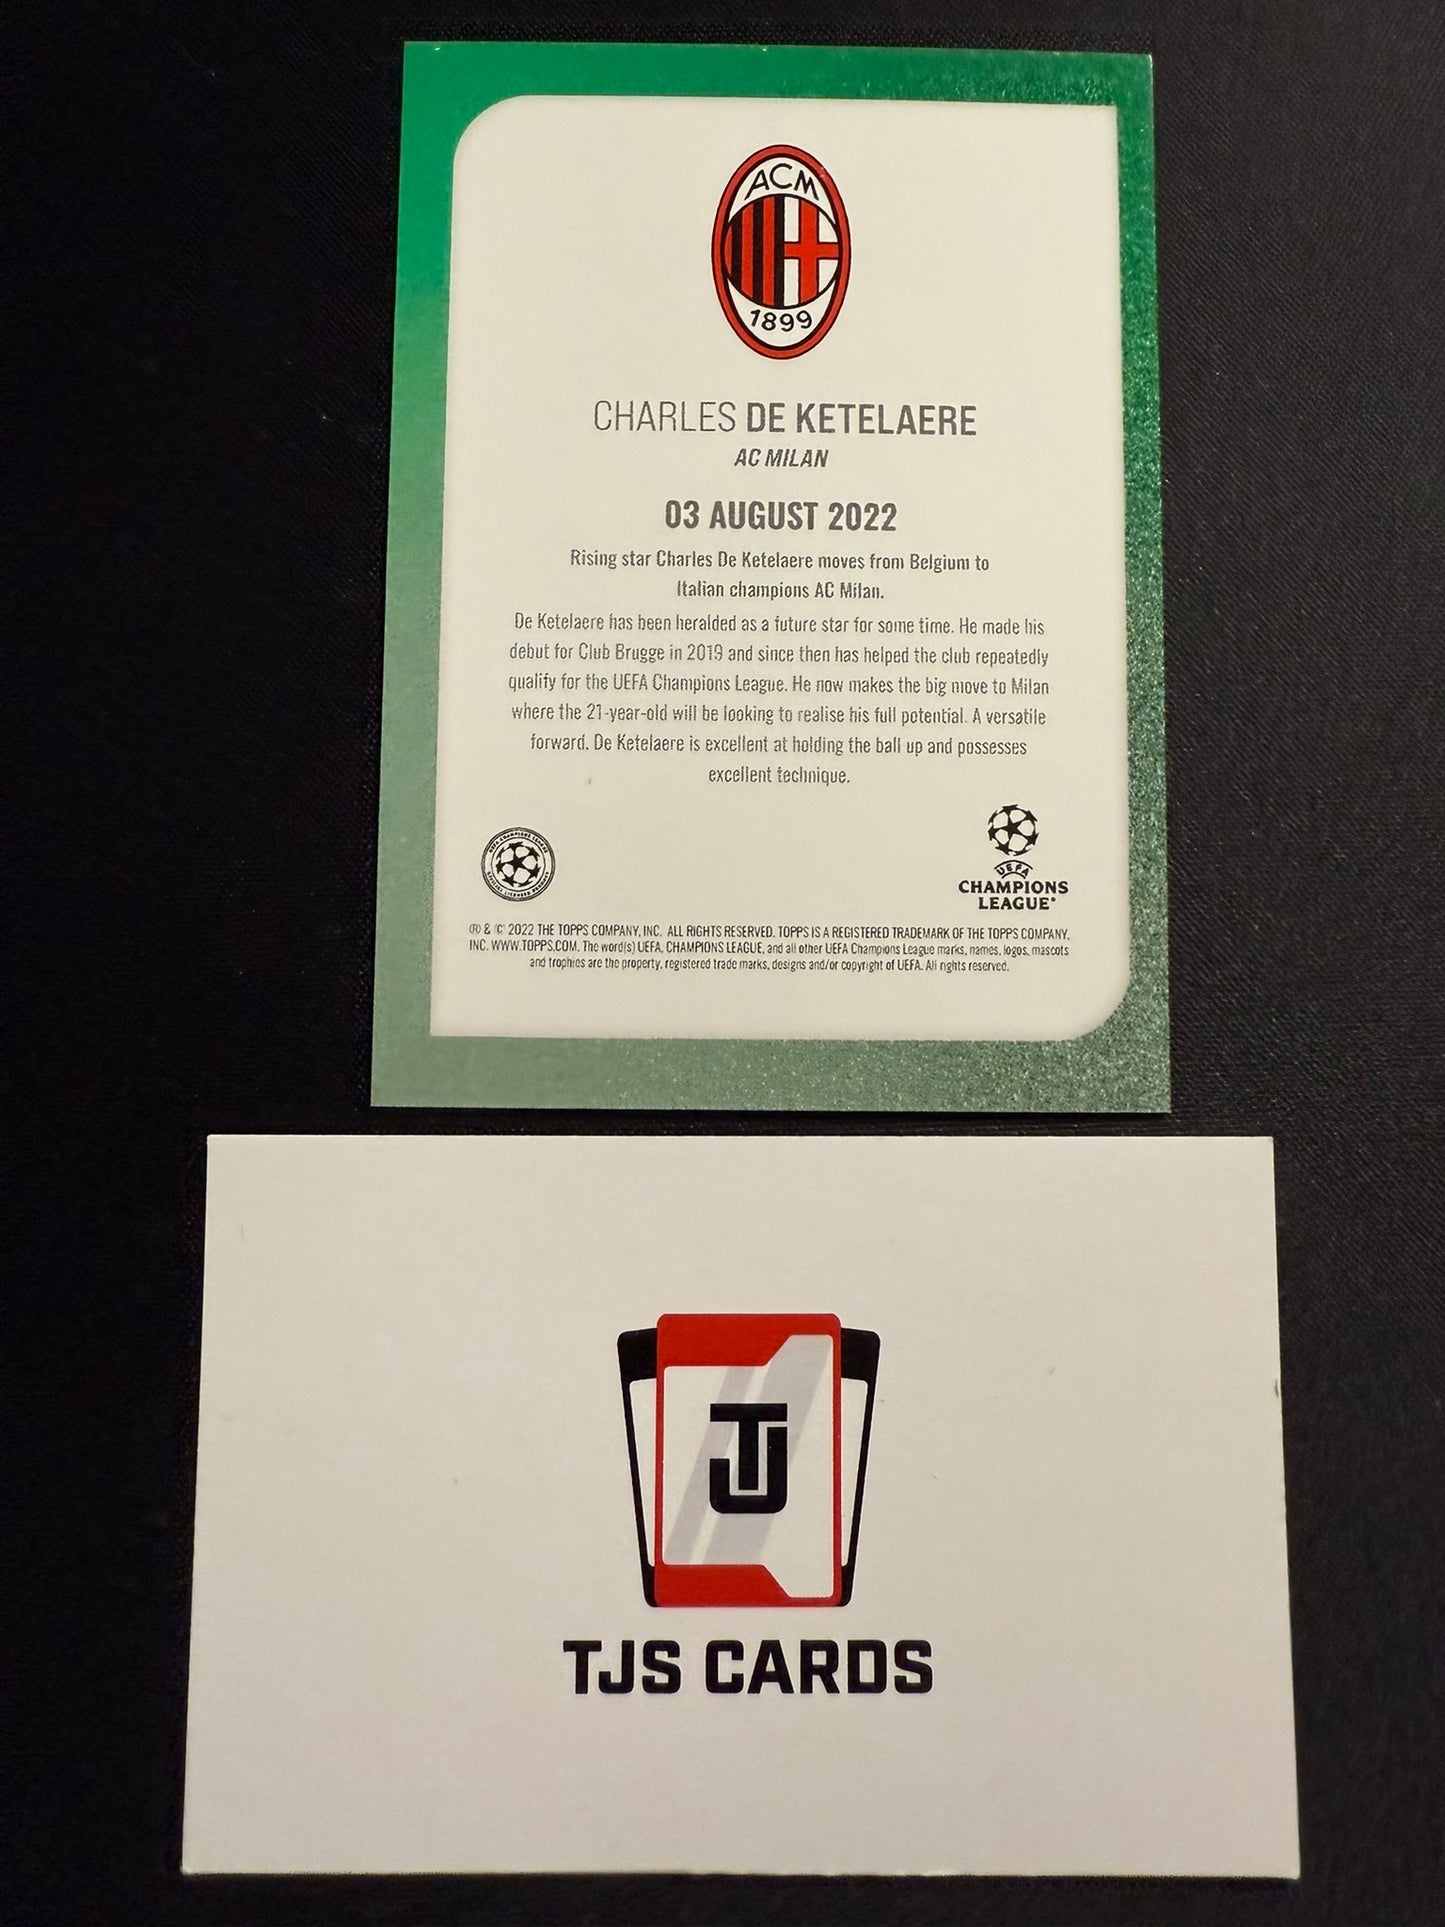 ACM
1899
CHARLES DE KETELAERE
AC MILAN
03 AUGUST 2022
Rising star Charles De Ketelaere moves from Belgium to
Italian champions AC Milan.
De Ketelaere has been heralded as a future star for some time. He made his
debut for Club Brugge in 2019 and since then has helped the club repeatedly
qualify for the UEFA Champions League. He now makes the big move to Milan
where the 21-year-old will be looking to realise his full potential. A versatile
forward, De Ketelaere is excellent at holding the ball up and possesses
excellent technique.
UEFA CHAMPIONS LEAGUE
OFFICIAL LICENSED PRODUCT
UEFA
CHAMPIONS
LEAGUE®
® & © 2022 THE TOPPS COMPANY, INC. ALL RIGHTS RESERVED. TOPPS IS A REGISTERED TRADEMARK OF THE TOPPS COMPANY,
INC. WWW.TOPPS.COM. The word(s) UEFA, CHAMPIONS LEAGUE, and all other UEFA Champions League marks, names, logos, mascots
and trophies are the property, registered trade marks, designs and/or copyright of UEFA. All rights reserved.
TJ
TJS CARDS